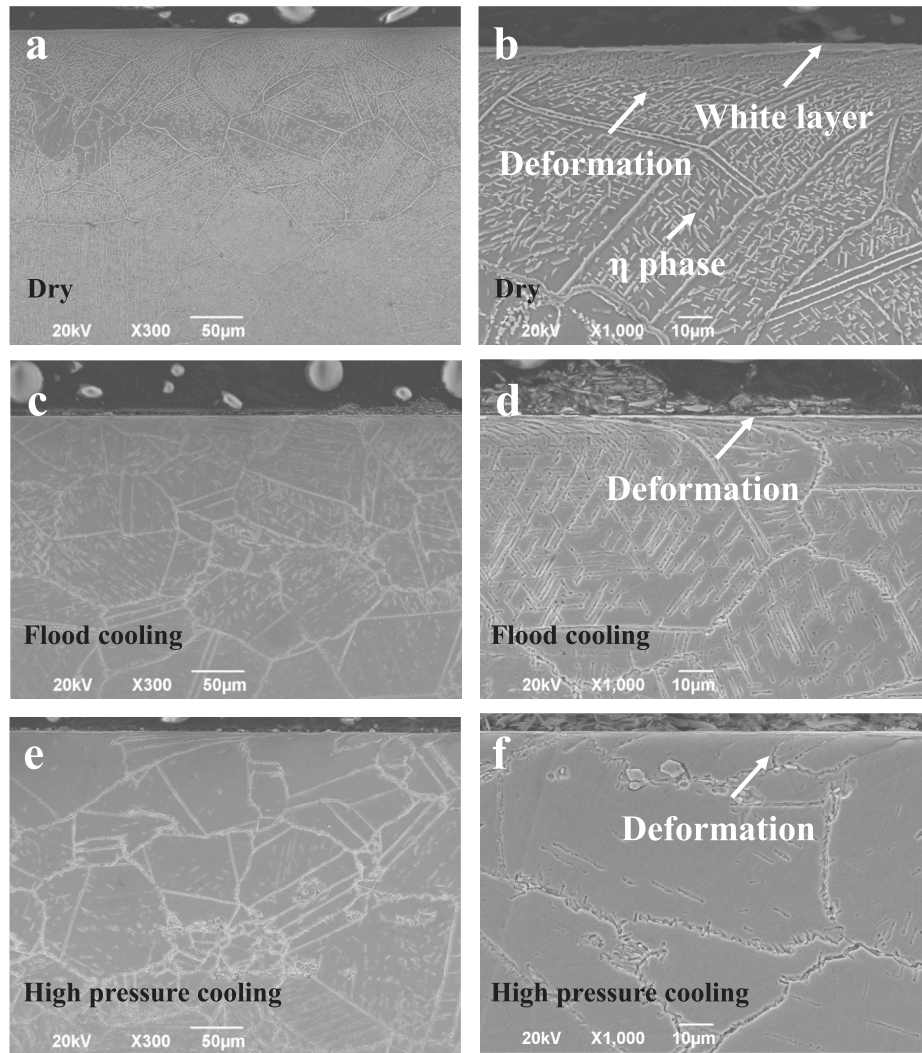 a
Dry
20kV X300 50μm
b
White layer
Deformation
η phase
Dry
20kV X1,000 10μm
c
Flood cooling
20kV X300 50μm
d
Deformation
Flood cooling
20kV X1,000 10μm
e
High pressure cooling
20kV X300 50μm
f
Deformation
High pressure cooling
20kV X1,000 10μm